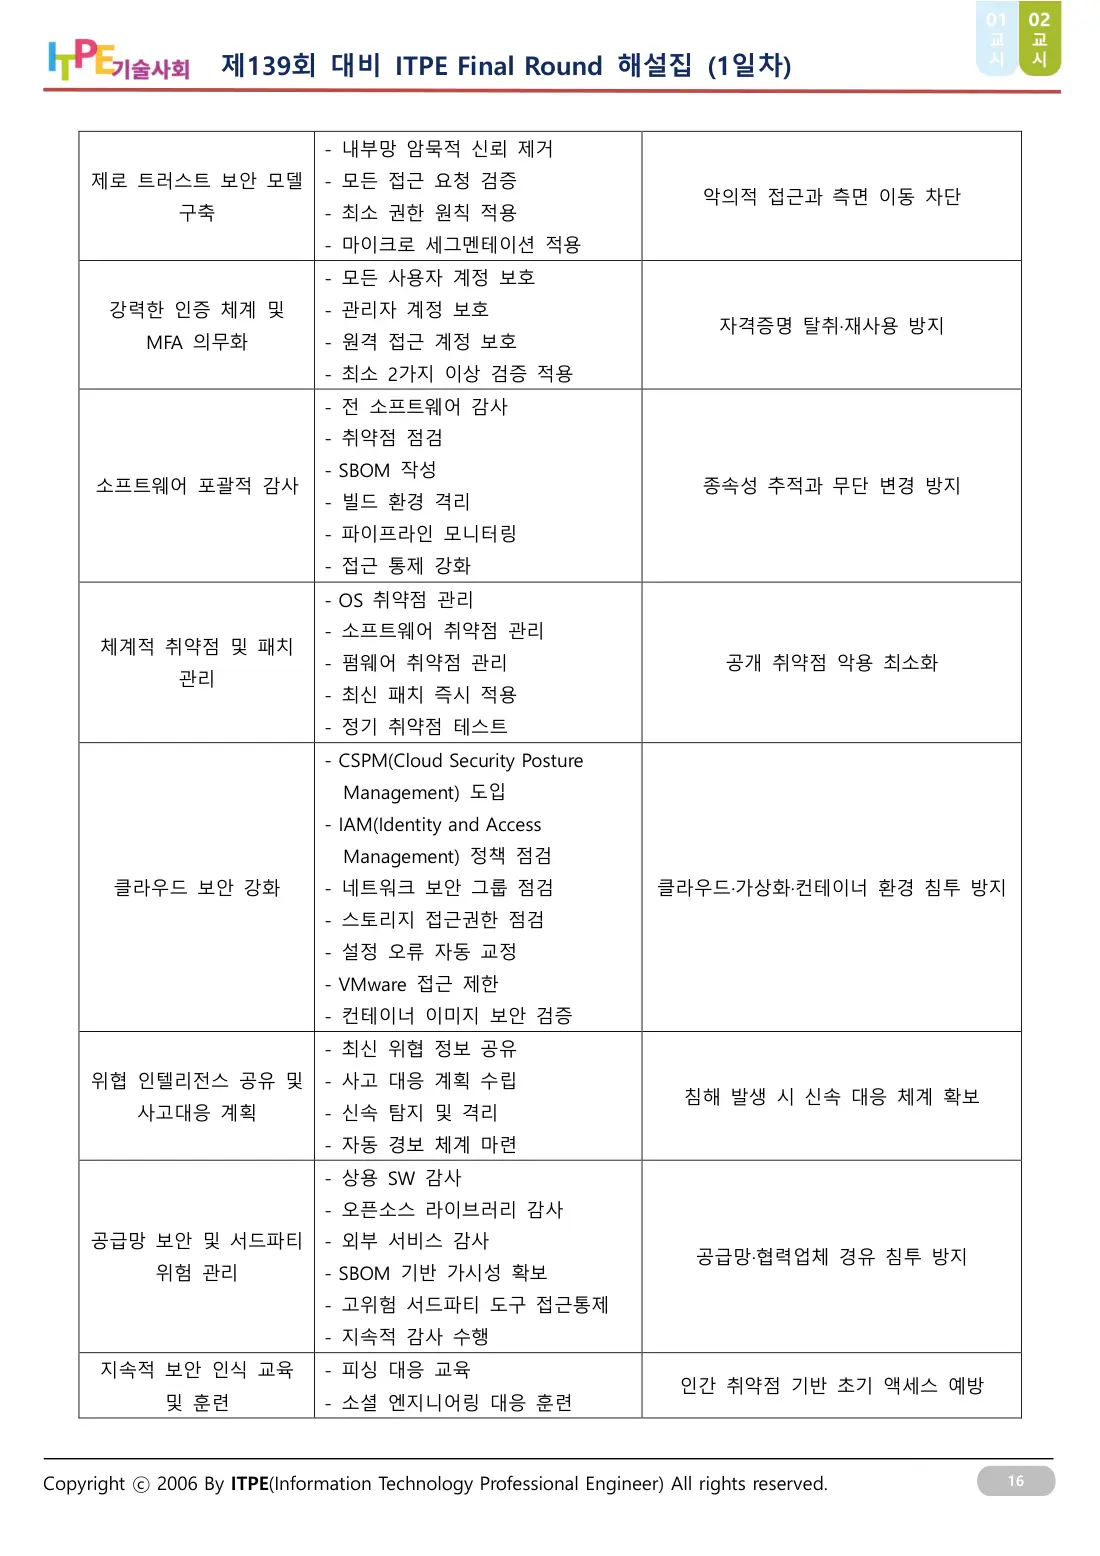 ITPE기술사회 제139회 대비 ITPE Final Round 해설집 (1일차)
01
교
시
02
교
시
제로 트러스트 보안 모델
구축
- 내부망 암묵적 신뢰 제거
- 모든 접근 요청 검증
- 최소 권한 원칙 적용
- 마이크로 세그멘테이션 적용
악의적 접근과 측면 이동 차단
강력한 인증 체계 및
MFA 의무화
- 모든 사용자 계정 보호
- 관리자 계정 보호
- 원격 접근 계정 보호
- 최소 2가지 이상 검증 적용
자격증명 탈취·재사용 방지
소프트웨어 포괄적 감사
- 전 소프트웨어 감사
- 취약점 점검
- SBOM 작성
- 빌드 환경 격리
- 파이프라인 모니터링
- 접근 통제 강화
종속성 추적과 무단 변경 방지
체계적 취약점 및 패치
관리
- OS 취약점 관리
- 소프트웨어 취약점 관리
- 펌웨어 취약점 관리
- 최신 패치 즉시 적용
- 정기 취약점 테스트
공개 취약점 악용 최소화
클라우드 보안 강화
- CSPM(Cloud Security Posture
Management) 도입
- IAM(Identity and Access
Management) 정책 점검
- 네트워크 보안 그룹 점검
- 스토리지 접근권한 점검
- 설정 오류 자동 교정
- VMware 접근 제한
- 컨테이너 이미지 보안 검증
클라우드·가상화·컨테이너 환경 침투 방지
위협 인텔리전스 공유 및
사고대응 계획
- 최신 위협 정보 공유
- 사고 대응 계획 수립
- 신속 탐지 및 격리
- 자동 경보 체계 마련
침해 발생 시 신속 대응 체계 확보
공급망 보안 및 서드파티
위험 관리
- 상용 SW 감사
- 오픈소스 라이브러리 감사
- 외부 서비스 감사
- SBOM 기반 가시성 확보
- 고위험 서드파티 도구 접근통제
- 지속적 감사 수행
공급망·협력업체 경유 침투 방지
지속적 보안 인식 교육
및 훈련
- 피싱 대응 교육
- 소셜 엔지니어링 대응 훈련
인간 취약점 기반 초기 액세스 예방
Copyright ⓒ 2006 By ITPE(Information Technology Professional Engineer) All rights reserved.
16